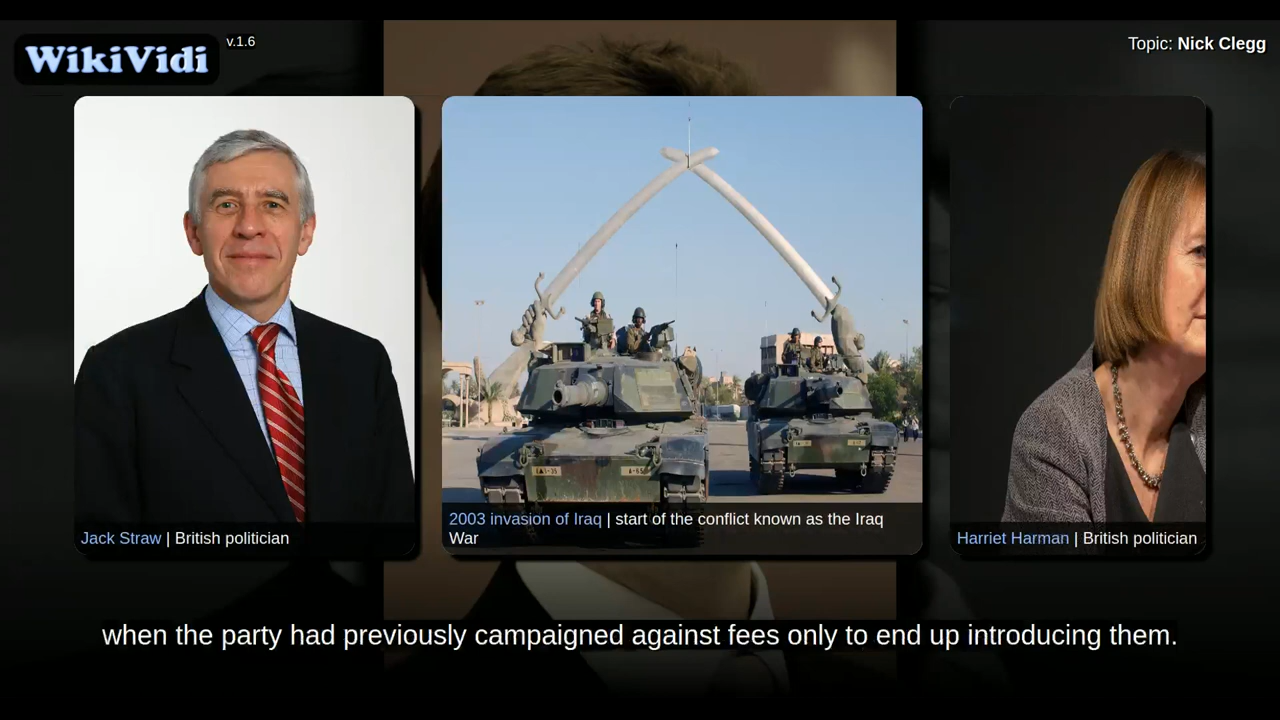 WikiVidi
v.1.6
Topic: Nick Clegg
Jack Straw | British politician
2003 invasion of Iraq | start of the conflict known as the Iraq
War
Harriet Harman | British politician
when the party had previously campaigned against fees only to end up introducing them.